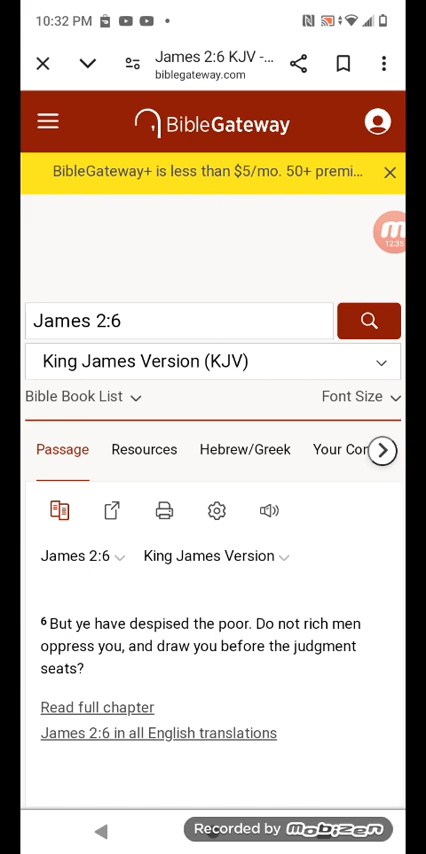 10:32 PM
James 2:6 KJV -...
biblegateway.com
BibleGateway
BibleGateway+ is less than $5/mo. 50+ premi...
12:35
James 2:6
King James Version (KJV)
Bible Book List
Font Size
Passage Resources Hebrew/Greek Your Con
James 2:6 King James Version
6 But ye have despised the poor. Do not rich men
oppress you, and draw you before the judgment
seats?
Read full chapter
James 2:6 in all English translations
Recorded by mobizen